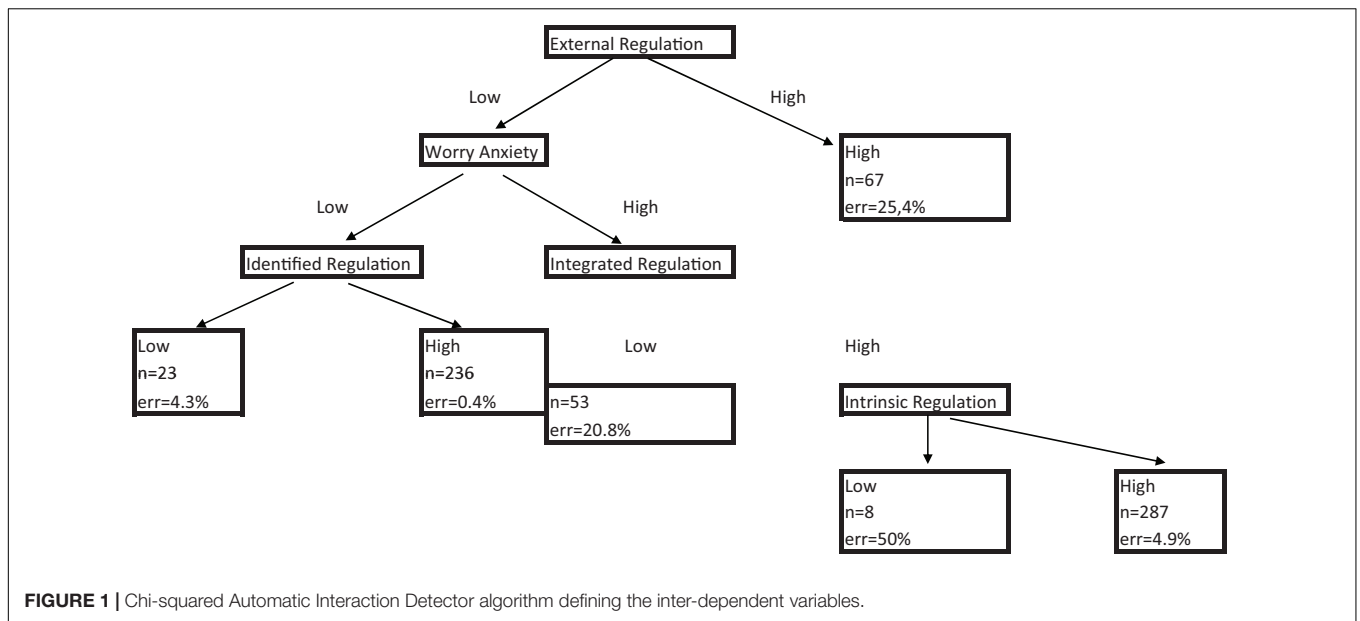 External Regulation
Low
High
Worry Anxiety
High
n=67
err=25,4%
Low
High
Identified Regulation
Integrated Regulation
Low
n=23
err=4.3%
High
n=236
err=0.4%
Low
n=53
err=20.8%
High
Intrinsic Regulation
Low
n=8
err=50%
High
n=287
err=4.9%
FIGURE 1 | Chi-squared Automatic Interaction Detector algorithm defining the inter-dependent variables.